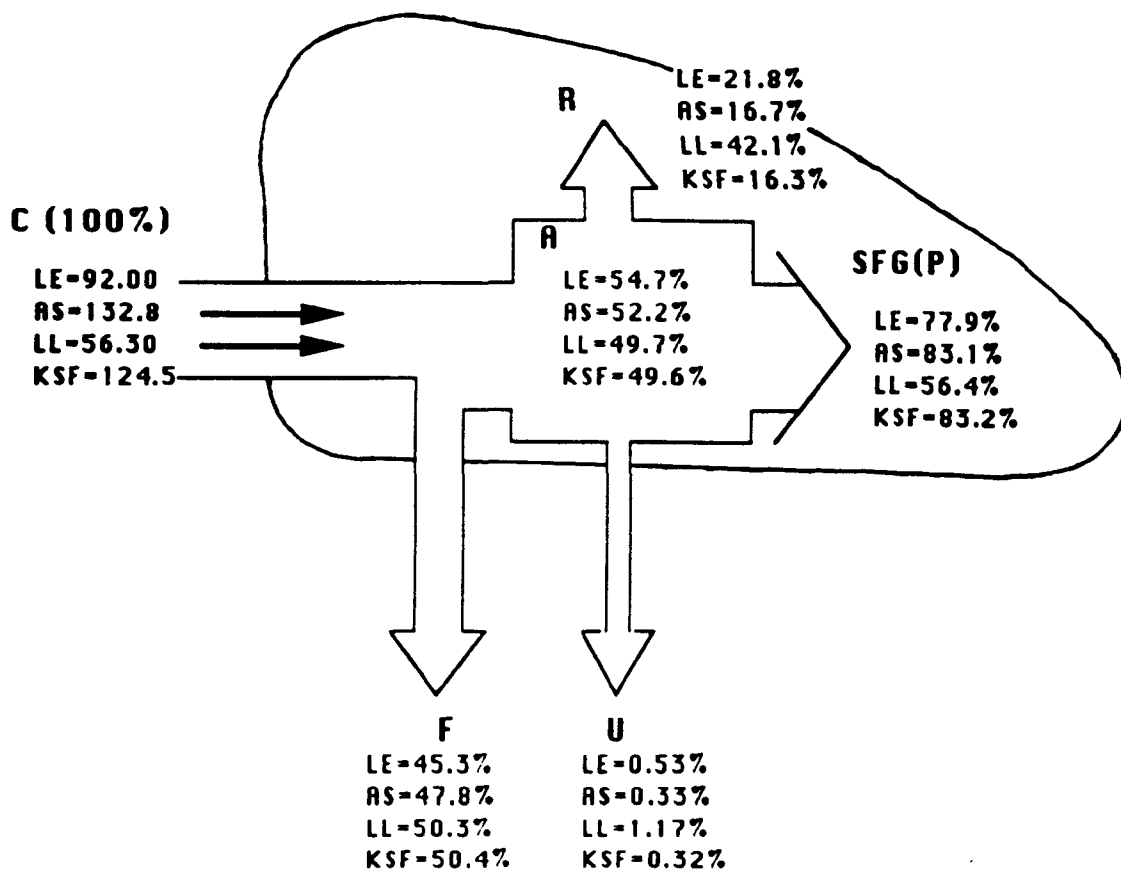 LE=21.8%
R
AS=16.7%
LL=42.1%
KSF=16.3%
C (100%)
A
SFG(P)
LE=92.00
AS=132.8
LL=56.30
KSF=124.5
LE=54.7%
AS=52.2%
LL=49.7%
KSF=49.6%
LE=77.9%
AS=83.1%
LL=56.4%
KSF=83.2%
F
LE=45.3%
AS=47.8%
LL=50.3%
KSF=50.4%
U
LE=0.53%
AS=0.33%
LL=1.17%
KSF=0.32%